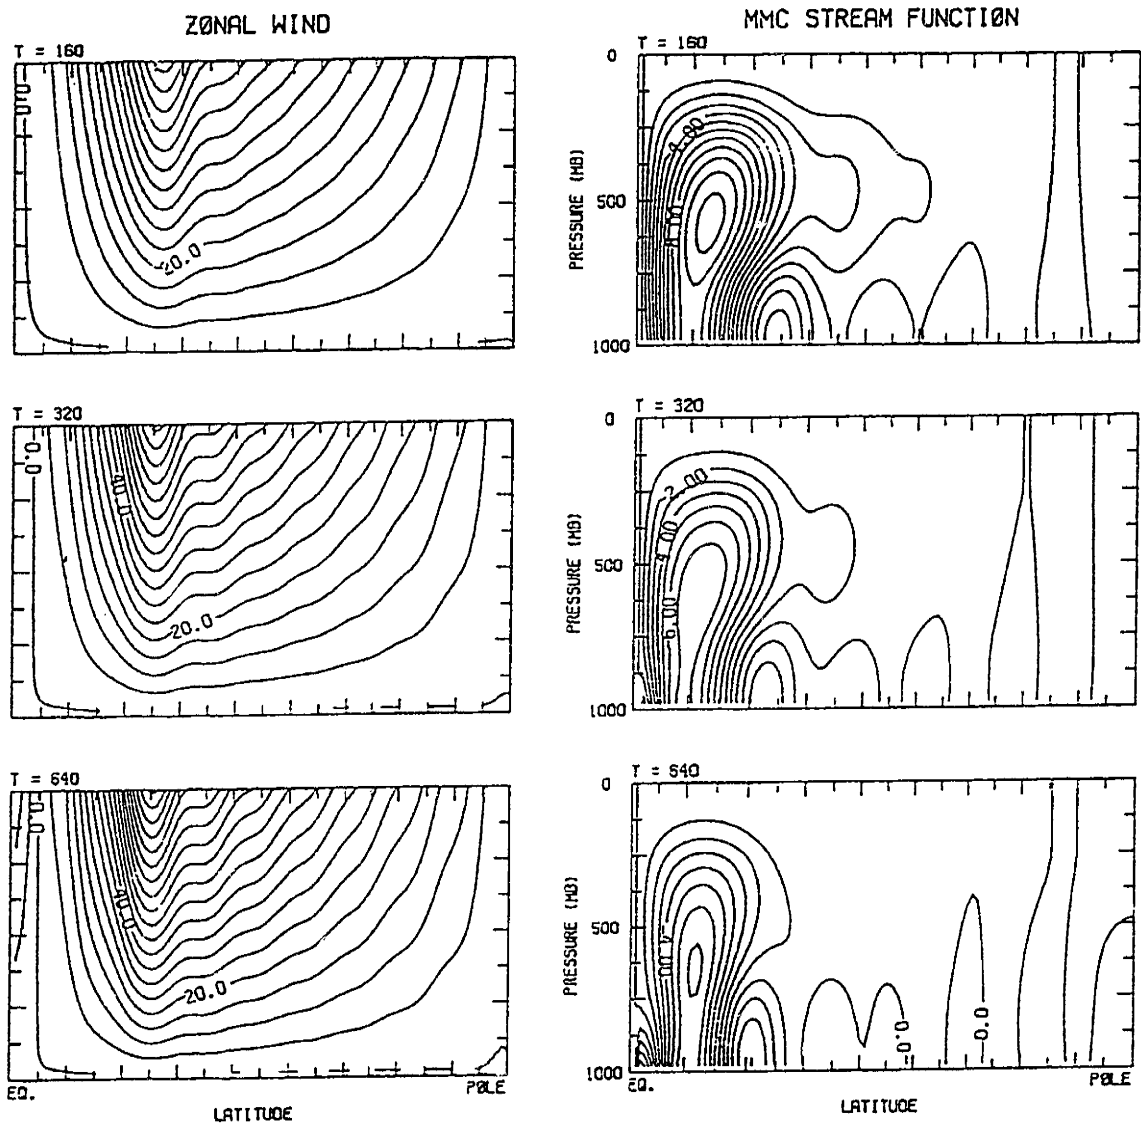 ZØNAL WIND
MMC STREAM FUNCTIØN
T = 160
0.0
20.0
T = 160
0
500
1000
PRESSURE (MB)
-4.00
-8.00
T = 320
0.0
40.0
20.0
T = 320
0
500
1000
PRESSURE (MB)
-2.00
4.00
6.00
T = 640
0.0
40.0
20.0
EQ.
PØLE
LATITUDE
T = 640
0
500
1000
PRESSURE (MB)
-4.00
0.0
0.0
EQ.
PØLE
LATITUDE